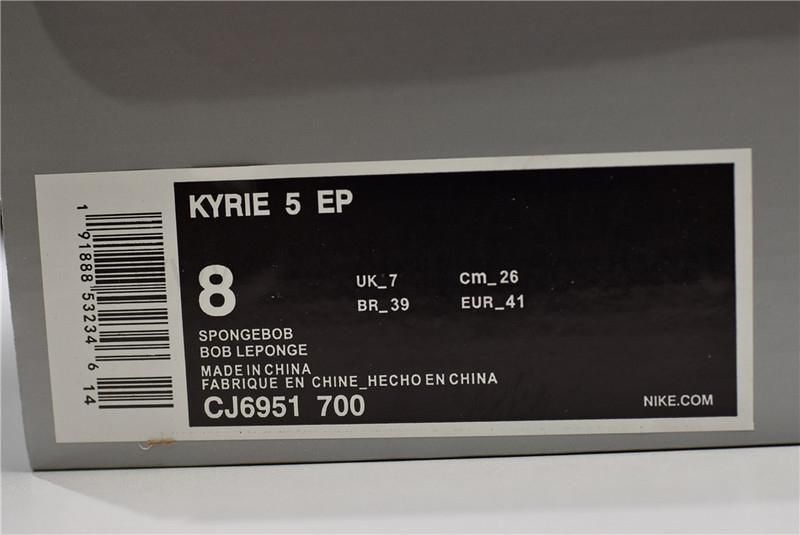 KYRIE 5 EP
8
UK_7 cm_26
BR_39 EUR_41
SPONGEBOB
BOB LEPONGE
MADE IN CHINA
FABRIQUE EN CHINE_HECHO EN CHINA
CJ6951 700
NIKE.COM
1 91888 53234 6 14